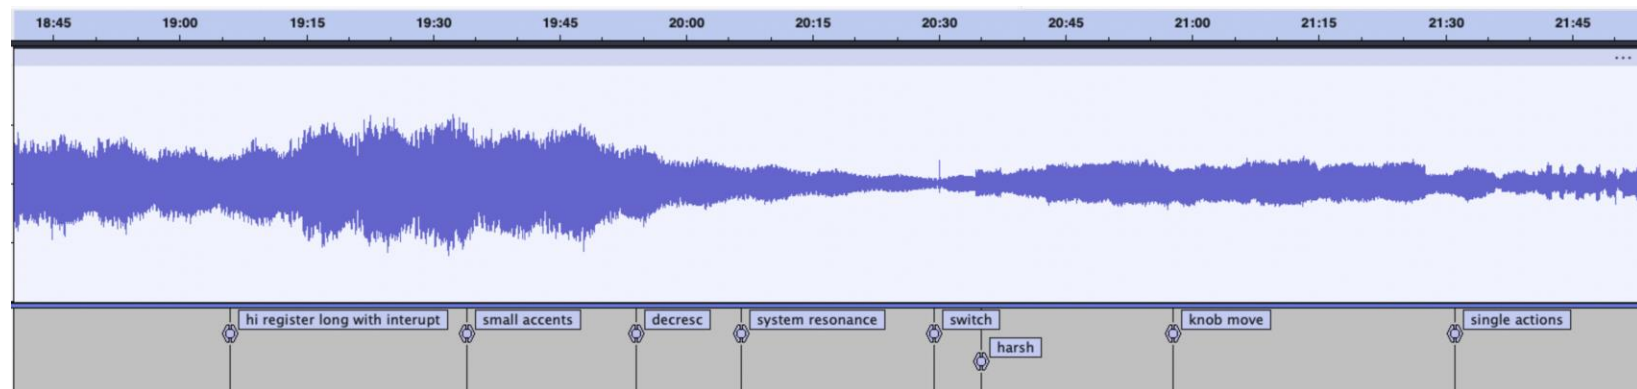 18:45 19:00 19:15 19:30 19:45 20:00 20:15 20:30 20:45 21:00 21:15 21:30 21:45
hi register long with interupt small accents decresc system resonance switch knob move single actions
harsh